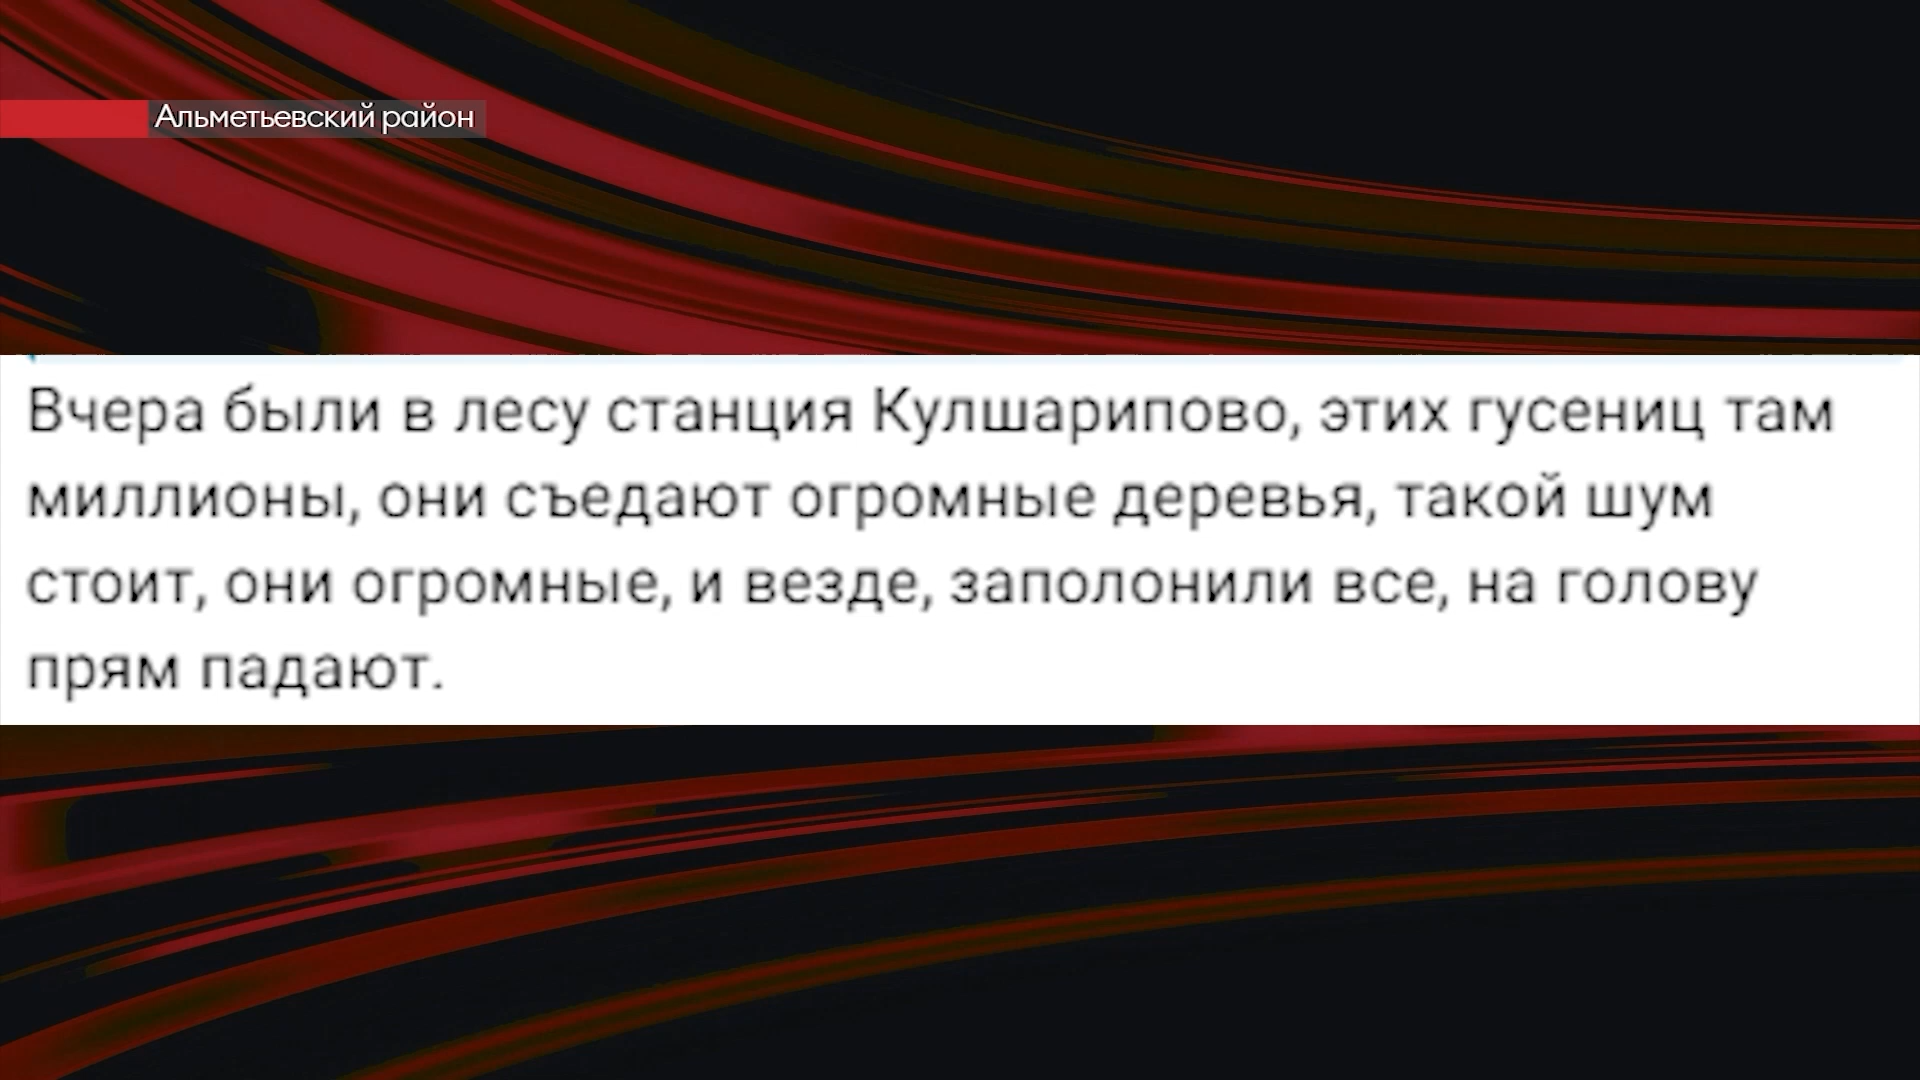 Альметьевский район
Вчера были в лесу станция Кулшарипово, этих гусениц там
миллионы, они съедают огромные деревья, такой шум
стоит, они огромные, и везде, заполонили все, на голову
прям падают.